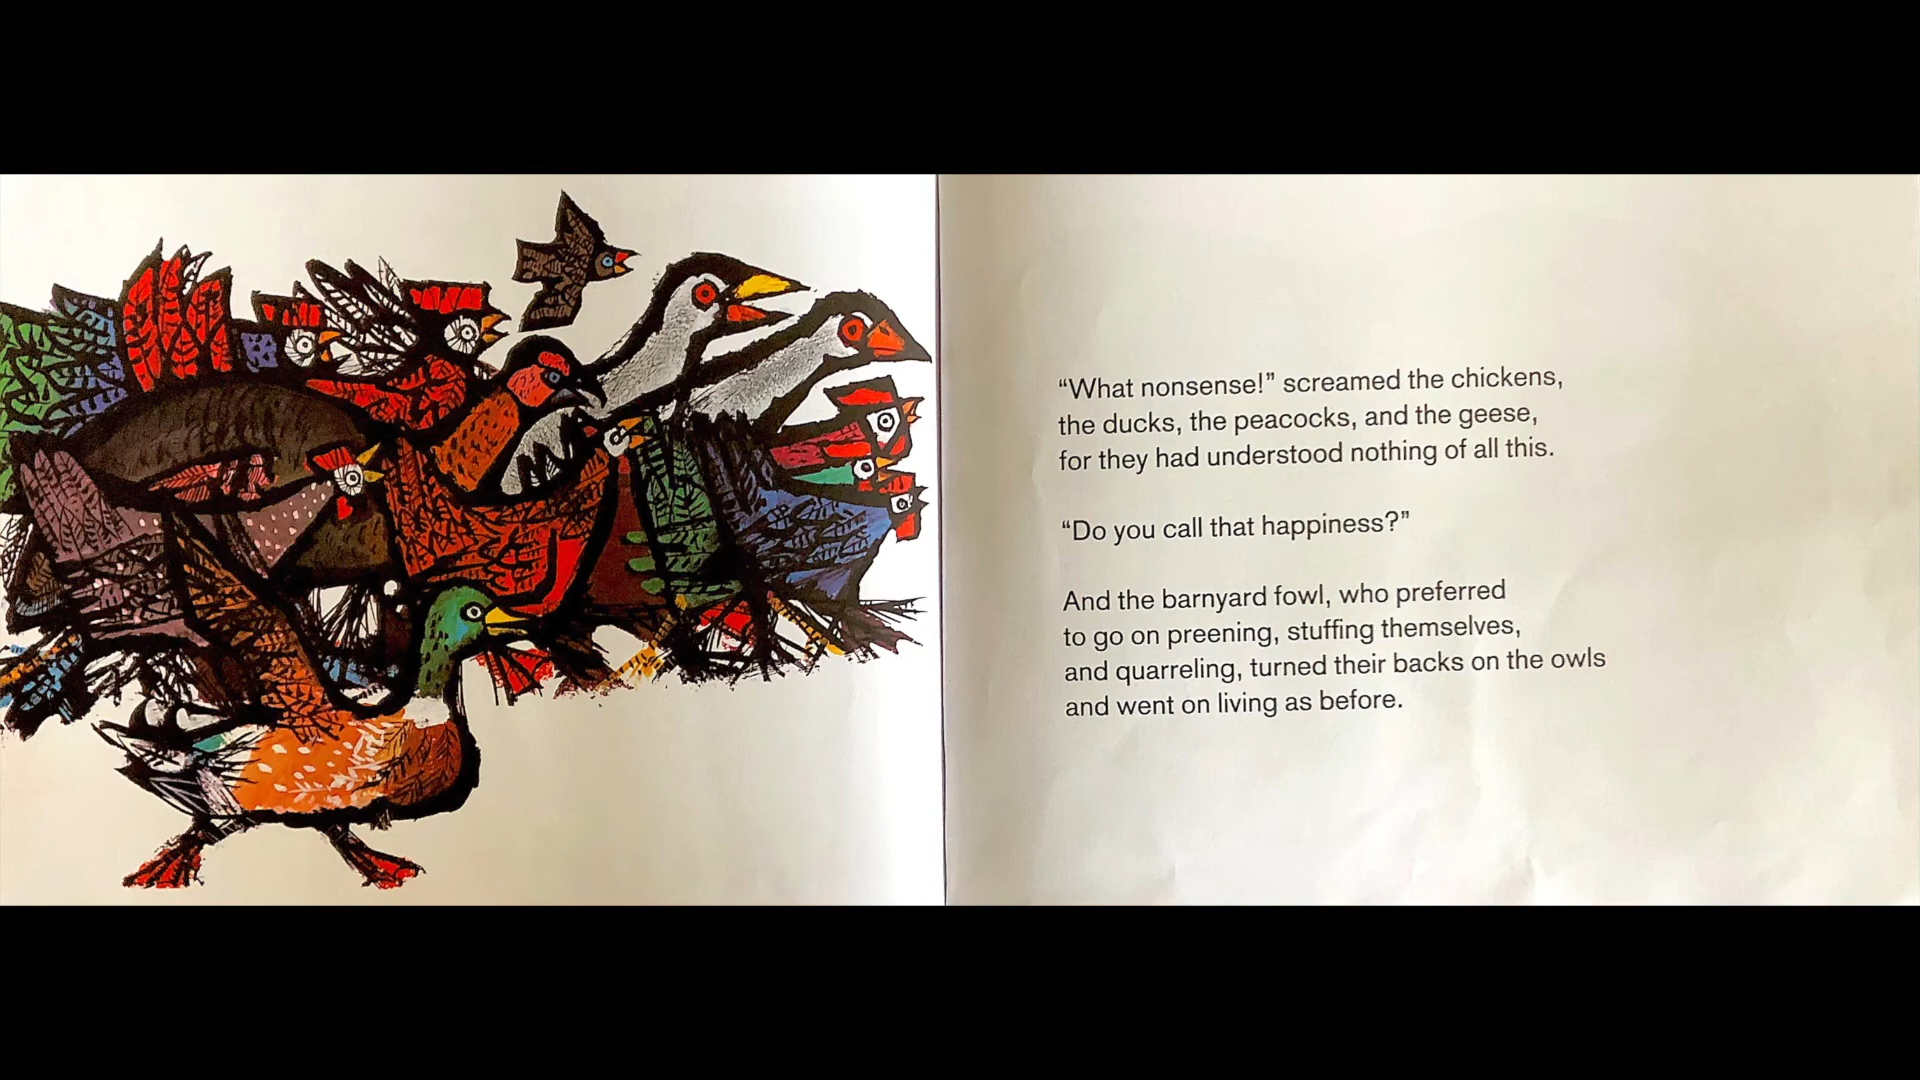 “What nonsense!” screamed the chickens,
the ducks, the peacocks, and the geese,
for they had understood nothing of all this.
“Do you call that happiness?”
And the barnyard fowl, who preferred
to go on preening, stuffing themselves,
and quarreling, turned their backs on the owls
and went on living as before.